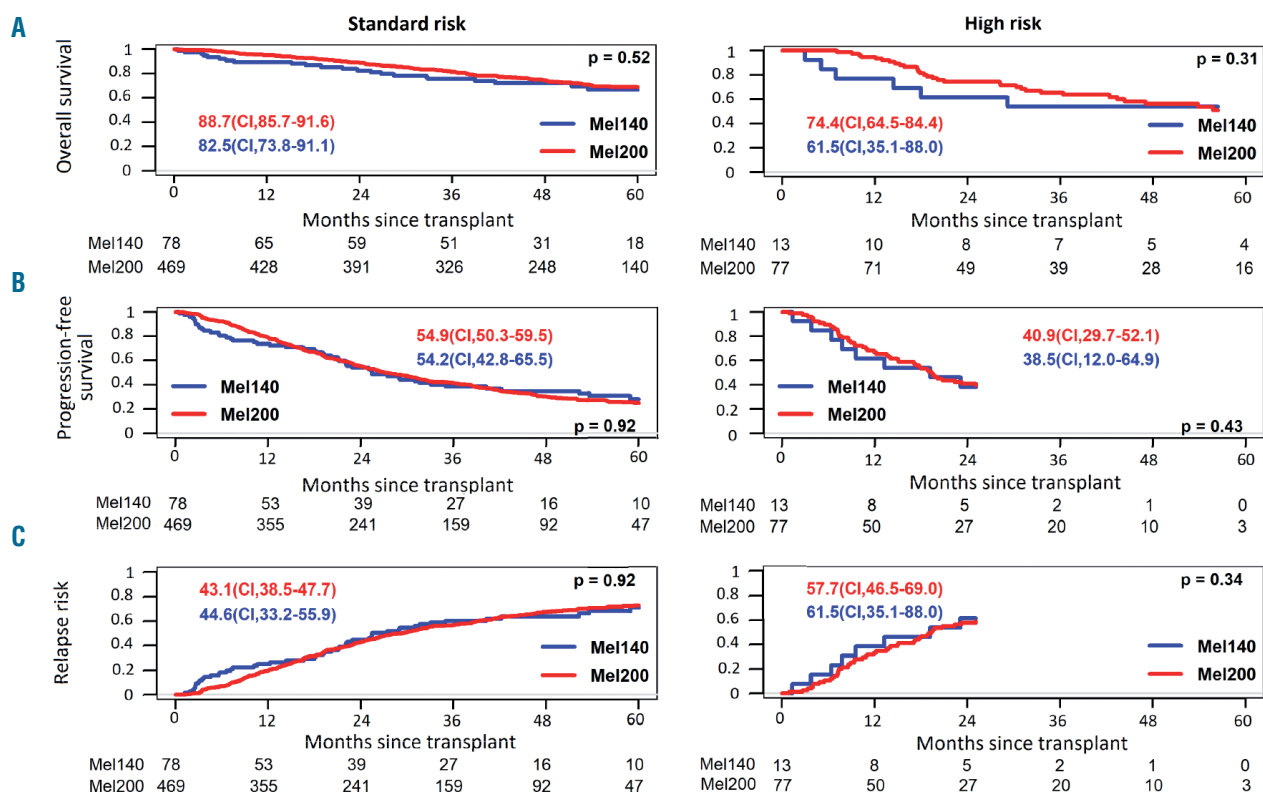 Standard risk
High risk
A
Overall survival
1
0.8
0.6
0.4
0.2
0
p = 0.52
88.7(CI,85.7-91.6)
82.5(CI,73.8-91.1)
Mel140
Mel200
0 12 24 36 48 60
Months since transplant
Mel140 78 65 59 51 31 18
Mel200 469 428 391 326 248 140
1
0.8
0.6
0.4
0.2
0
p = 0.31
74.4(CI,64.5-84.4)
61.5(CI,35.1-88.0)
Mel140
Mel200
0 12 24 36 48 60
Months since transplant
Mel140 13 10 8 7 5 4
Mel200 77 71 49 39 28 16
B
Progression-free
survival
1
0.8
0.6
0.4
0.2
0
54.9(CI,50.3-59.5)
54.2(CI,42.8-65.5)
Mel140
Mel200
p = 0.92
0 12 24 36 48 60
Months since transplant
Mel140 78 53 39 27 16 10
Mel200 469 355 241 159 92 47
1
0.8
0.6
0.4
0.2
0
40.9(CI,29.7-52.1)
38.5(CI,12.0-64.9)
Mel140
Mel200
p = 0.43
0 12 24 36 48 60
Months since transplant
Mel140 13 8 5 2 1 0
Mel200 77 50 27 20 10 3
C
Relapse risk
1
0.8
0.6
0.4
0.2
0
p = 0.92
43.1(CI,38.5-47.7)
44.6(CI,33.2-55.9)
Mel140
Mel200
0 12 24 36 48 60
Months since transplant
Mel140 78 53 39 27 16 10
Mel200 469 355 241 159 92 47
1
0.8
0.6
0.4
0.2
0
p = 0.34
57.7(CI,46.5-69.0)
61.5(CI,35.1-88.0)
Mel140
Mel200
0 12 24 36 48 60
Months since transplant
Mel140 13 8 5 2 1 0
Mel200 77 50 27 20 10 3